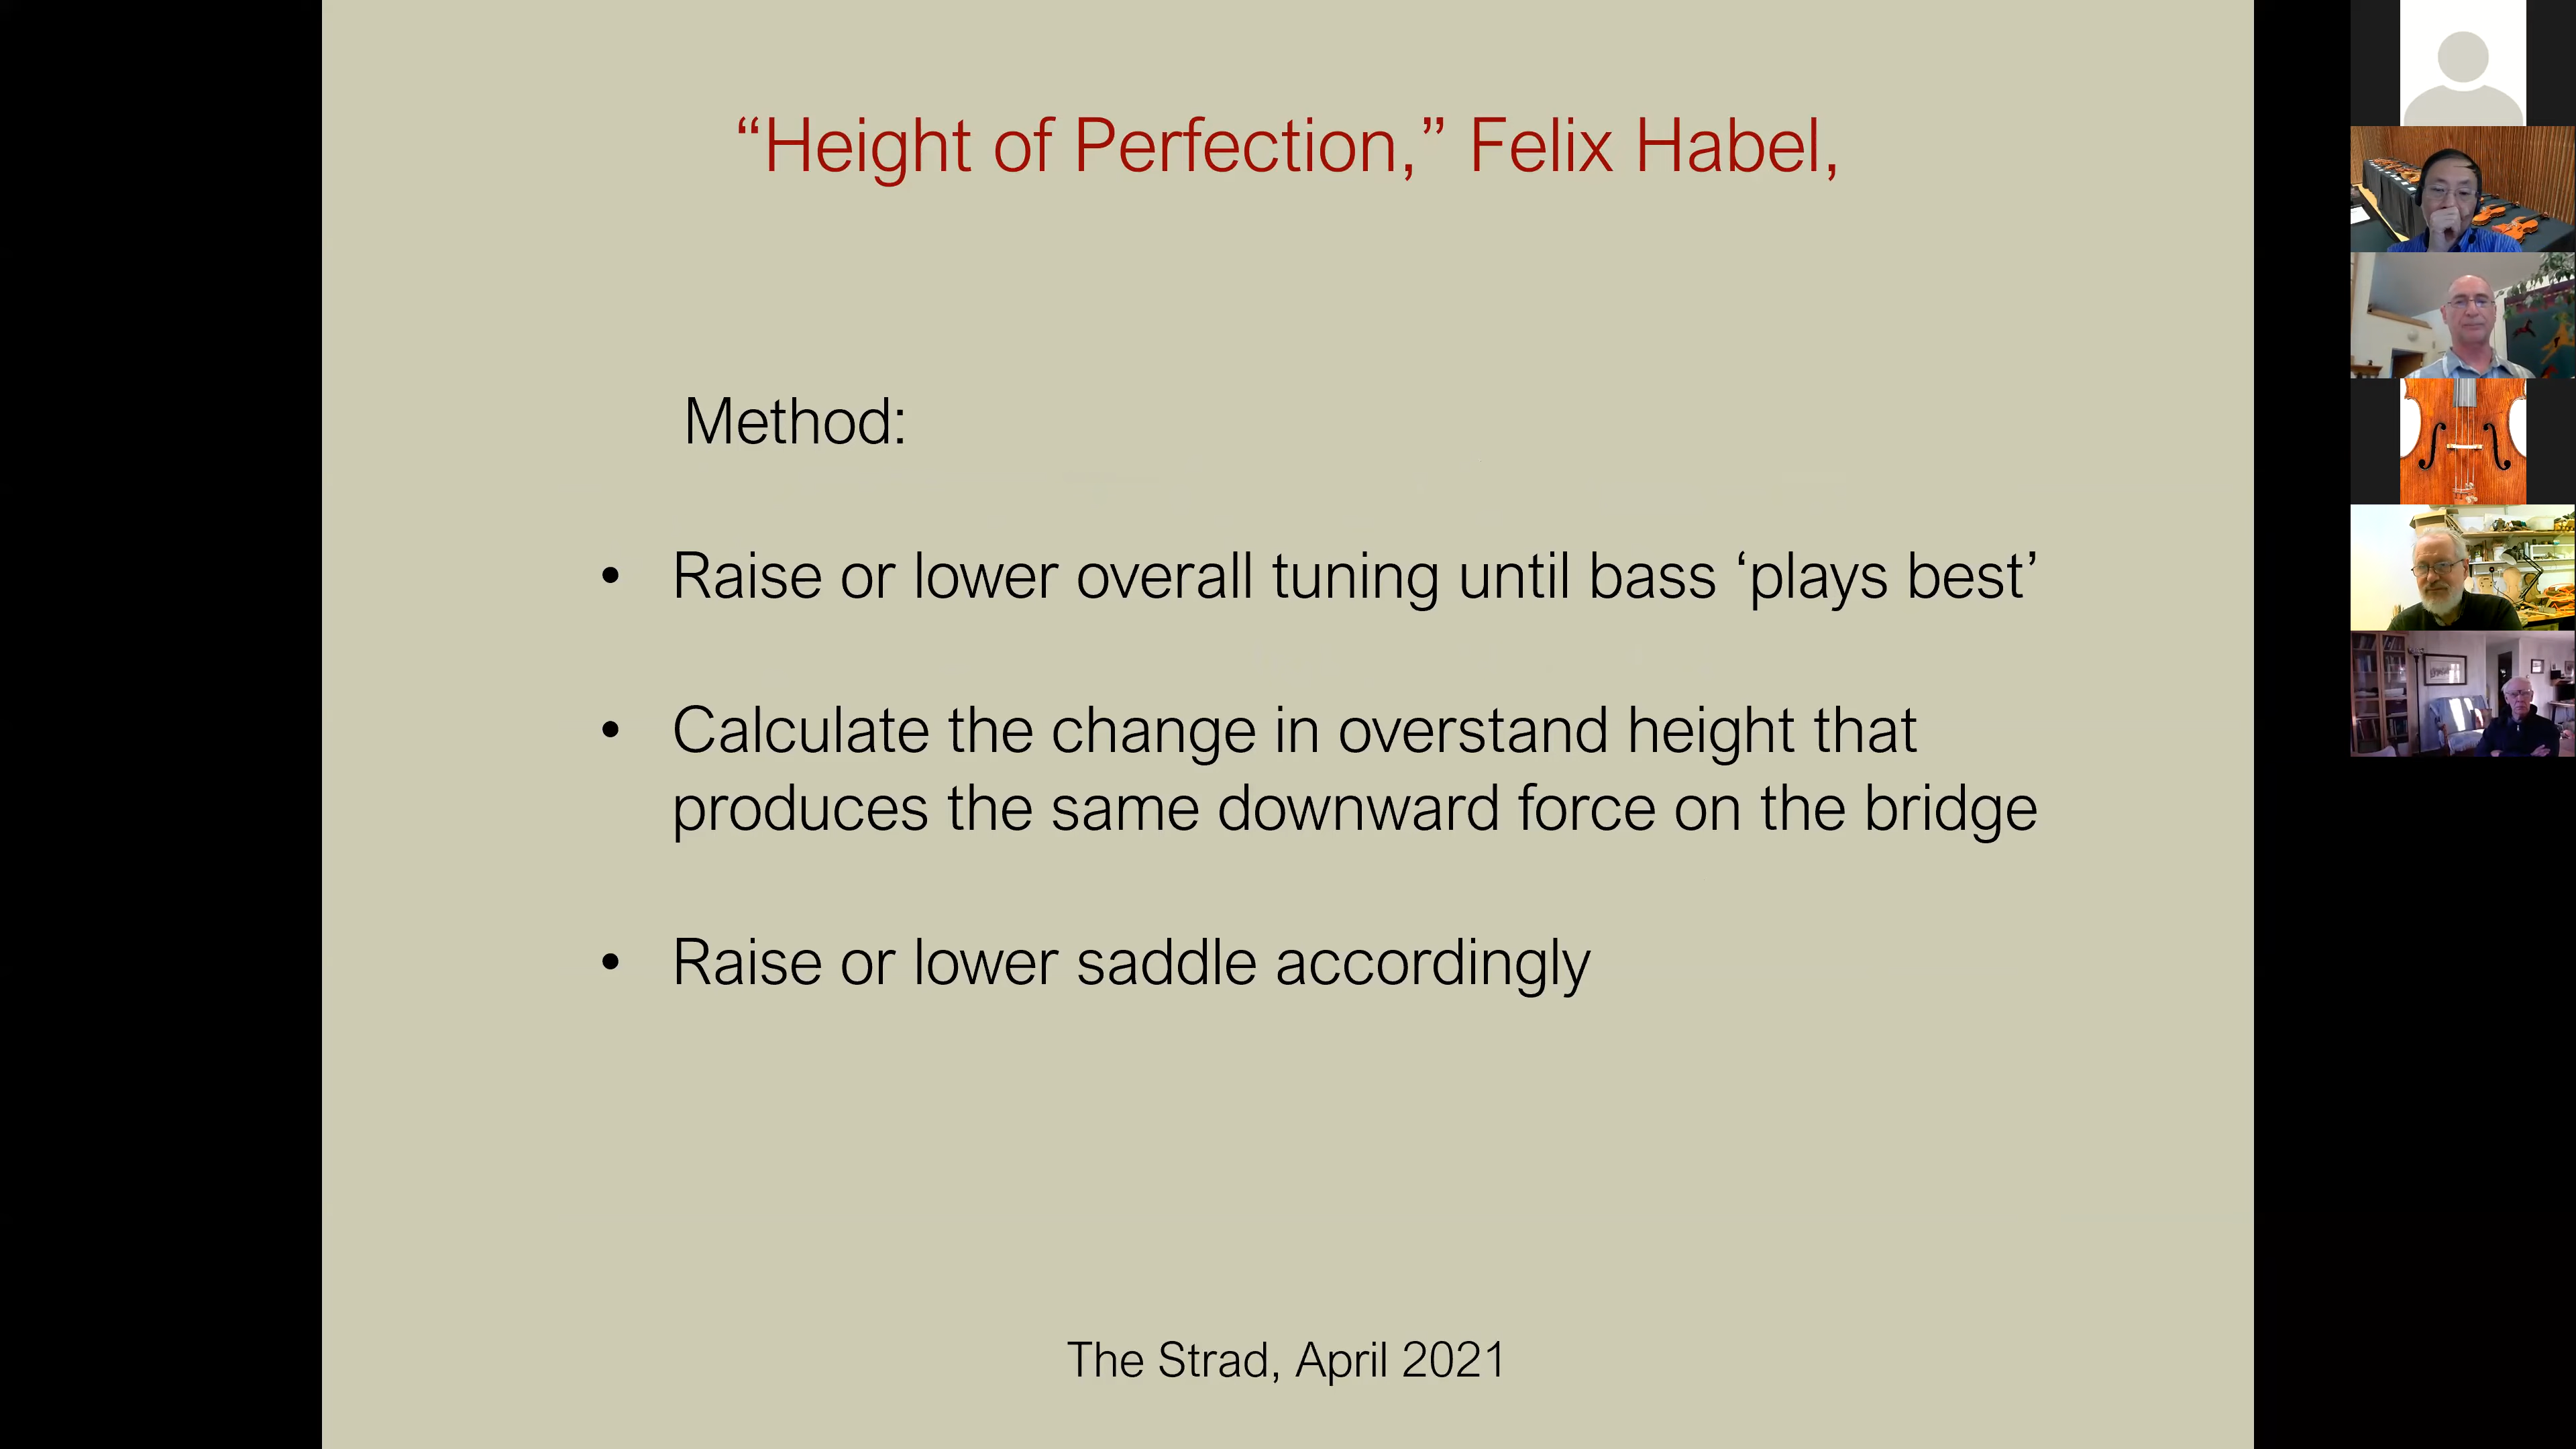 “Height of Perfection,” Felix Habel,
Method:
• Raise or lower overall tuning until bass ‘plays best’
• Calculate the change in overstand height that
produces the same downward force on the bridge
• Raise or lower saddle accordingly
The Strad, April 2021